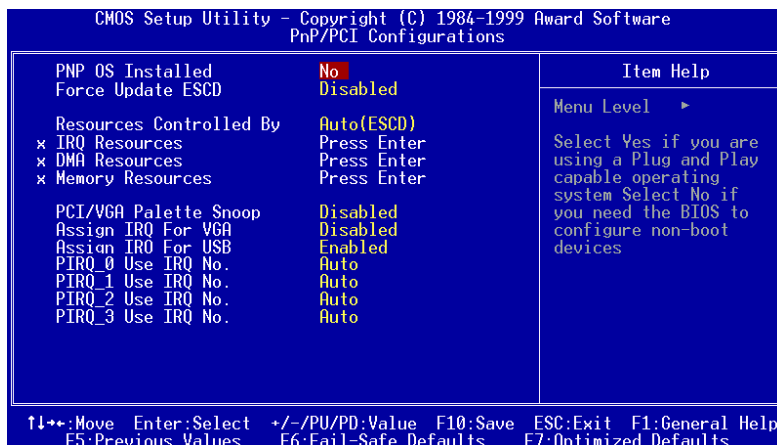 CMOS Setup Utility – Copyright (C) 1984-1999 Award Software
PnP/PCI Configurations
PNP OS Installed No
Force Update ESCD Disabled
Resources Controlled By Auto(ESCD)
x IRQ Resources Press Enter
x DMA Resources Press Enter
x Memory Resources Press Enter
PCI/VGA Palette Snoop Disabled
Assign IRQ For VGA Disabled
Assign IRQ For USB Enabled
PIRQ_0 Use IRQ No. Auto
PIRQ_1 Use IRQ No. Auto
PIRQ_2 Use IRQ No. Auto
PIRQ_3 Use IRQ No. Auto
Item Help
Menu Level ▸
Select Yes if you are
using a Plug and Play
capable operating
system Select No if
you need the BIOS to
configure non-boot
devices
↑↓→←:Move Enter:Select +/-/PU/PD:Value F10:Save ESC:Exit F1:General Help
F5:Previous Values F6:Fail-Safe Defaults F7:Optimized Defaults